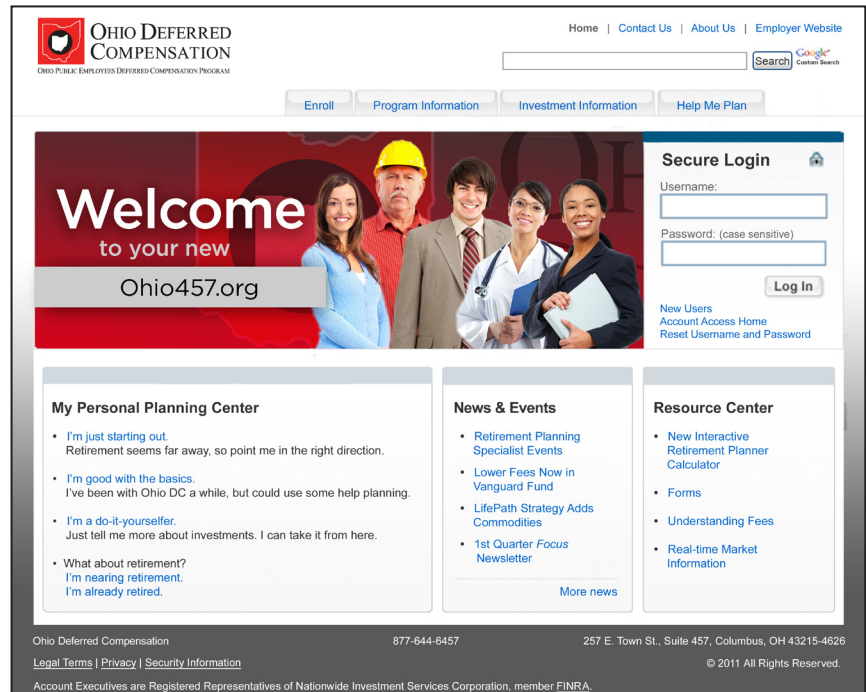 OHIO DEFERRED
COMPENSATION
OHIO PUBLIC EMPLOYEES DEFERRED COMPENSATION PROGRAM
Home | Contact Us | About Us | Employer Website
Search Google Custom Search
Enroll Program Information Investment Information Help Me Plan
Welcome
to your new
Ohio457.org
Secure Login
Username:
Password: (case sensitive)
Log In
New Users
Account Access Home
Reset Username and Password
My Personal Planning Center
• I'm just starting out.
Retirement seems far away, so point me in the right direction.
• I'm good with the basics.
I've been with Ohio DC a while, but could use some help planning.
• I'm a do-it-yourselfer.
Just tell me more about investments. I can take it from here.
• What about retirement?
I'm nearing retirement.
I'm already retired.
News & Events
• Retirement Planning
Specialist Events
• Lower Fees Now in
Vanguard Fund
• LifePath Strategy Adds
Commodities
• 1st Quarter Focus
Newsletter
More news
Resource Center
• New Interactive
Retirement Planner
Calculator
• Forms
• Understanding Fees
• Real-time Market
Information
Ohio Deferred Compensation 877-644-6457 257 E. Town St., Suite 457, Columbus, OH 43215-4626
Legal Terms | Privacy | Security Information © 2011 All Rights Reserved.
Account Executives are Registered Representatives of Nationwide Investment Services Corporation, member FINRA.